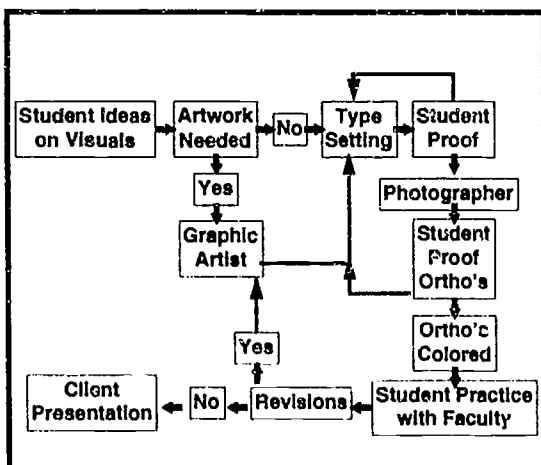 Student Ideas
on Visuals
Artwork
Needed
No
Type
Setting
Student
Proof
Yes
Photographer
Graphic
Artist
Student
Proof
Ortho's
Yes
Ortho's
Colored
Client
Presentation
No
Revisions
Student Practice
with Faculty